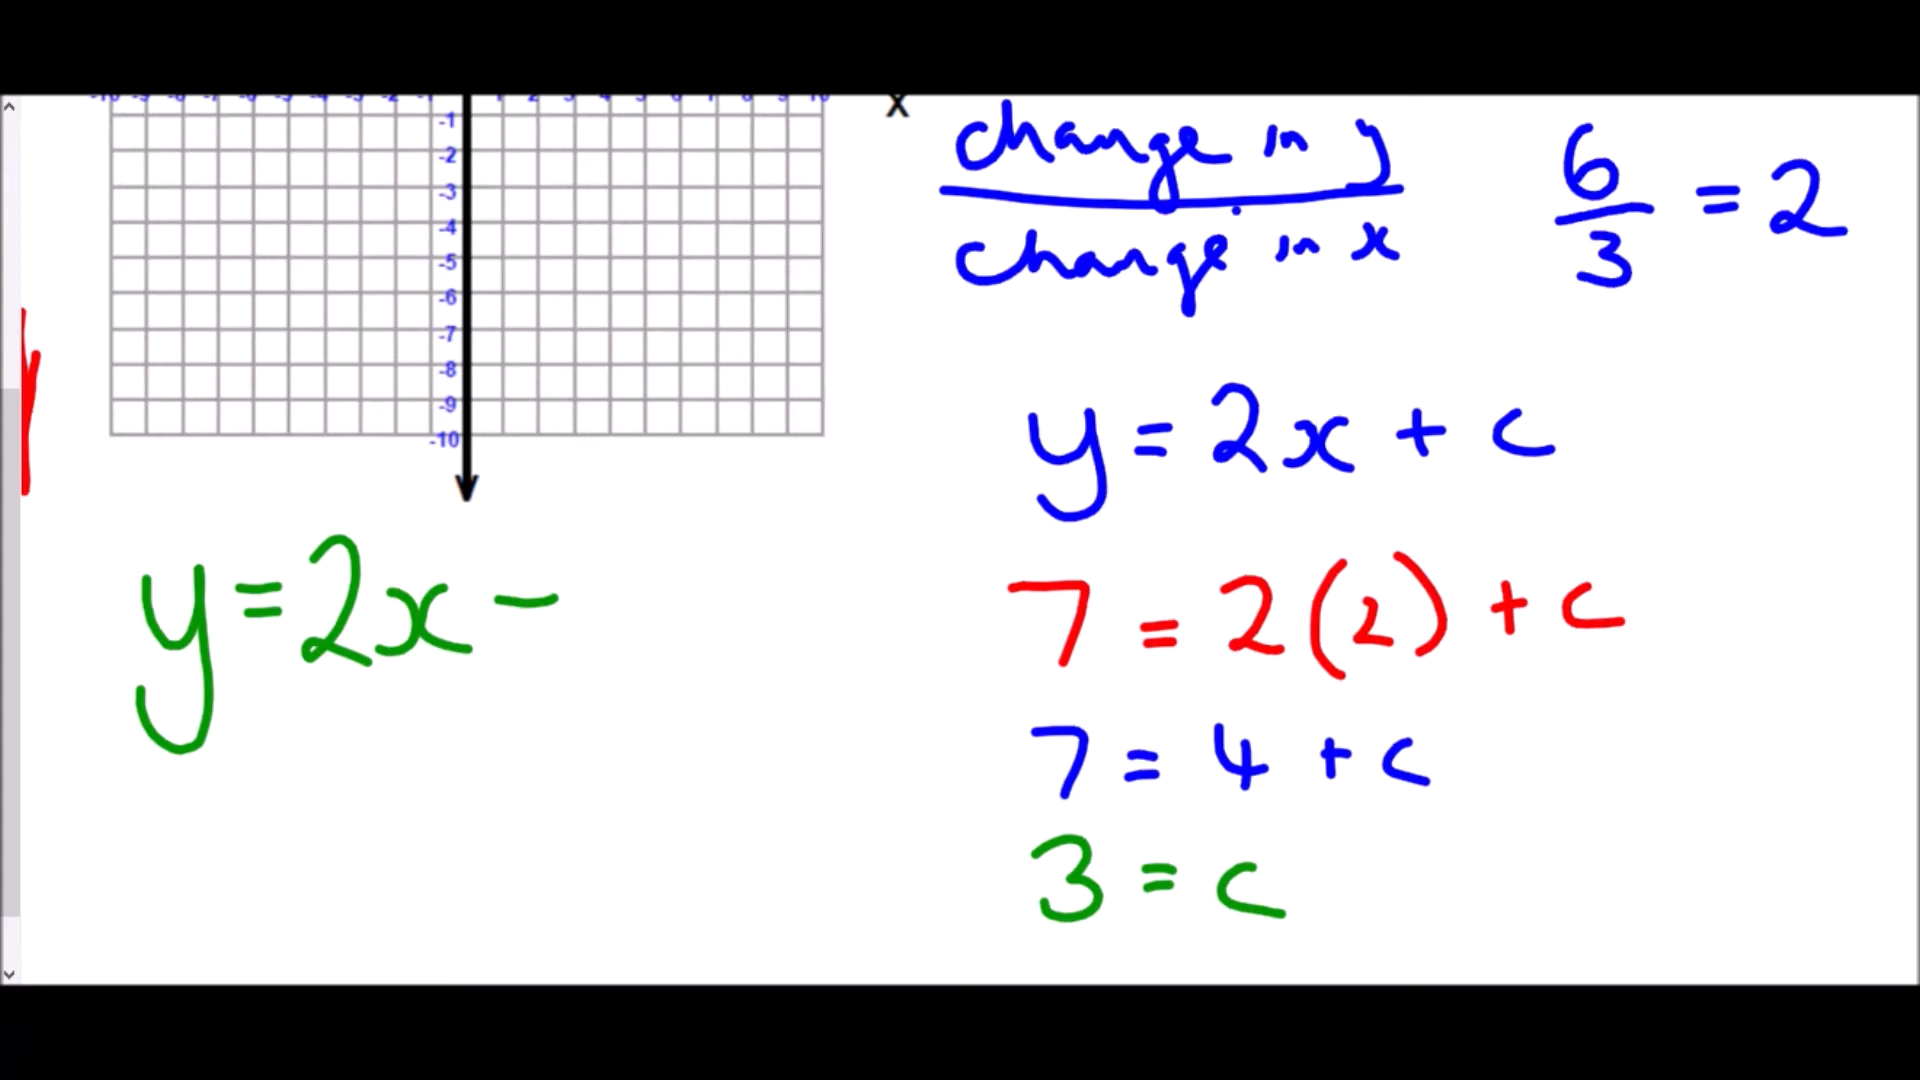 -1
-2
-3
-4
-5
-6
-7
-8
-9
-10
X
change in y
change in x
6
3
= 2
y = 2x + c
7 = 2(2) + c
7 = 4 + c
3 = c
y = 2x -